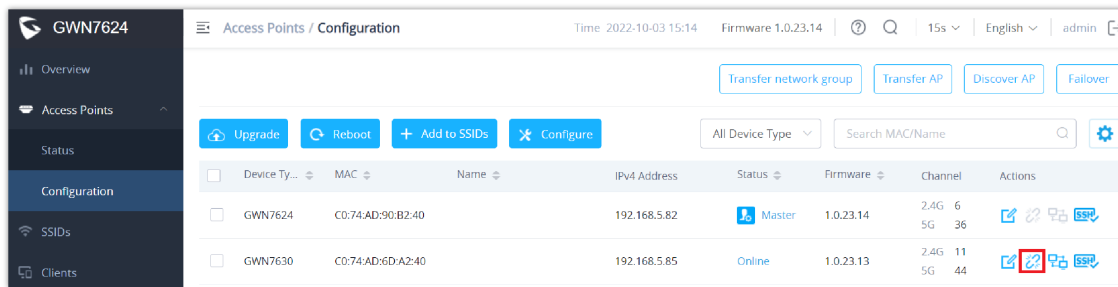 GWN7624
Access Points / Configuration
Time 2022-10-03 15:14
Firmware 1.0.23.14
15s
English
admin
Overview
Access Points
Status
Configuration
SSIDs
Clients
Transfer network group
Transfer AP
Discover AP
Failover
Upgrade
Reboot
Add to SSIDs
Configure
All Device Type
Search MAC/Name
Device Ty... MAC Name IPv4 Address Status Firmware Channel Actions
GWN7624 C0:74:AD:90:B2:40 192.168.5.82 Master 1.0.23.14 2.4G 6
5G 36
SSH
GWN7630 C0:74:AD:6D:A2:40 192.168.5.85 Online 1.0.23.13 2.4G 11
5G 44
SSH